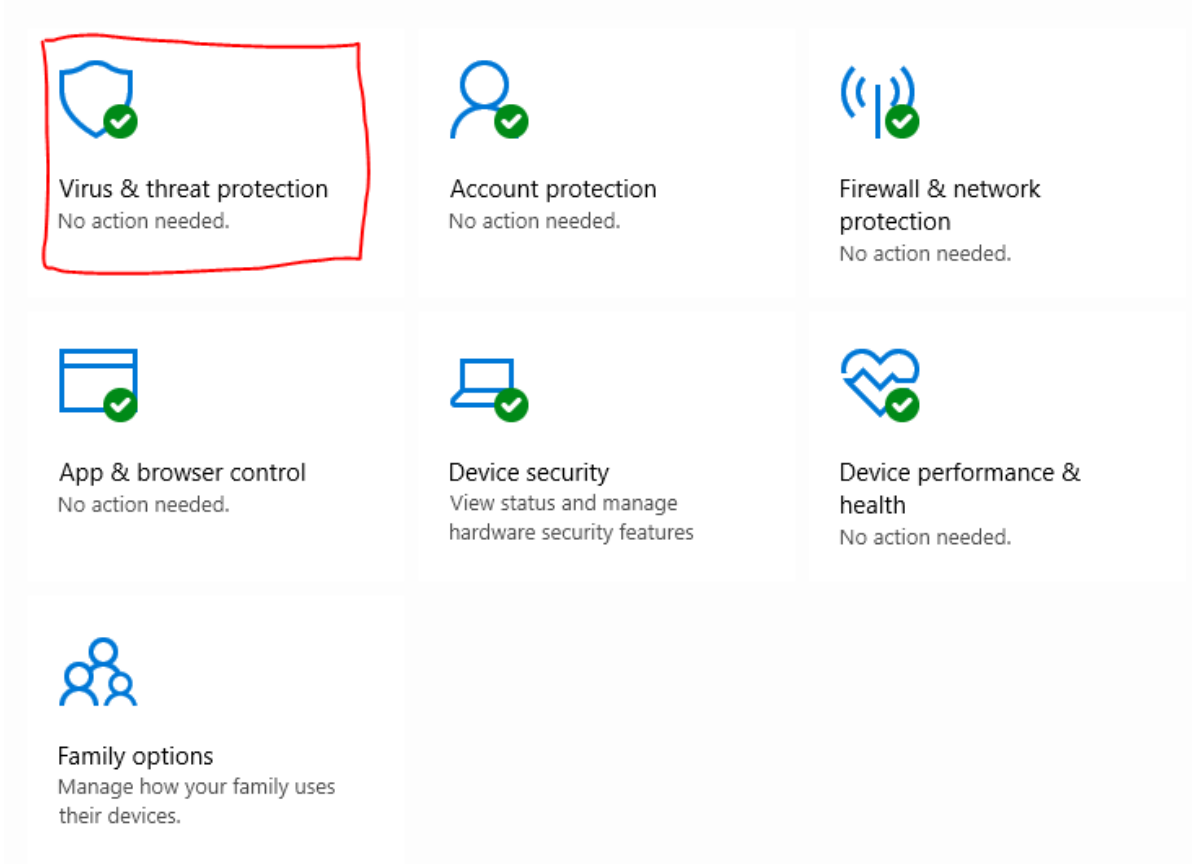 Virus & threat protection
No action needed.
Account protection
No action needed.
Firewall & network
protection
No action needed.
App & browser control
No action needed.
Device security
View status and manage
hardware security features
Device performance &
health
No action needed.
Family options
Manage how your family uses
their devices.